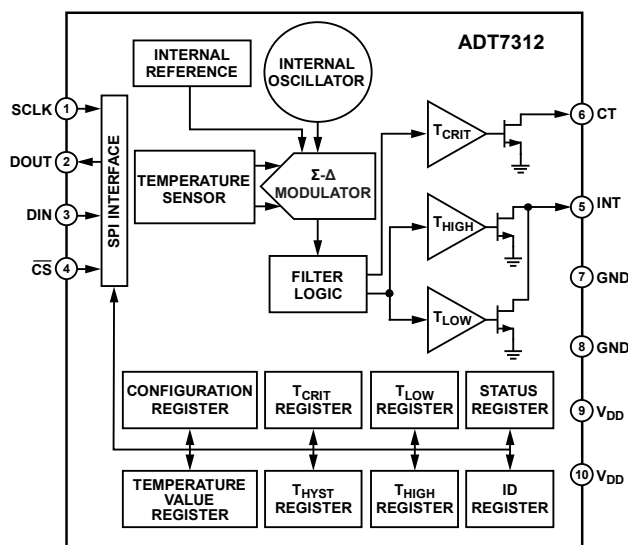 ADT7312
INTERNAL
REFERENCE
INTERNAL
OSCILLATOR
SCLK 1
DOUT 2
DIN 3
CS 4
SPI INTERFACE
TEMPERATURE
SENSOR
Σ-Δ
MODULATOR
FILTER
LOGIC
TCRIT
THIGH
TLOW
6 CT
5 INT
7 GND
8 GND
9 VDD
10 VDD
CONFIGURATION
REGISTER
TCRIT
REGISTER
TLOW
REGISTER
STATUS
REGISTER
TEMPERATURE
VALUE
REGISTER
THYST
REGISTER
THIGH
REGISTER
ID
REGISTER